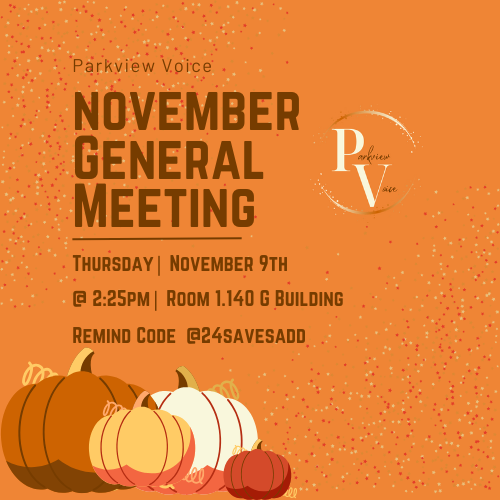 Parkview Voice
NOVEMBER
GENERAL
MEETING
Parkview
Voice
THURSDAY| NOVEMBER 9TH
@ 2:25PM| ROOM 1.140 G BUILDING
REMIND CODE @24SAVESADD